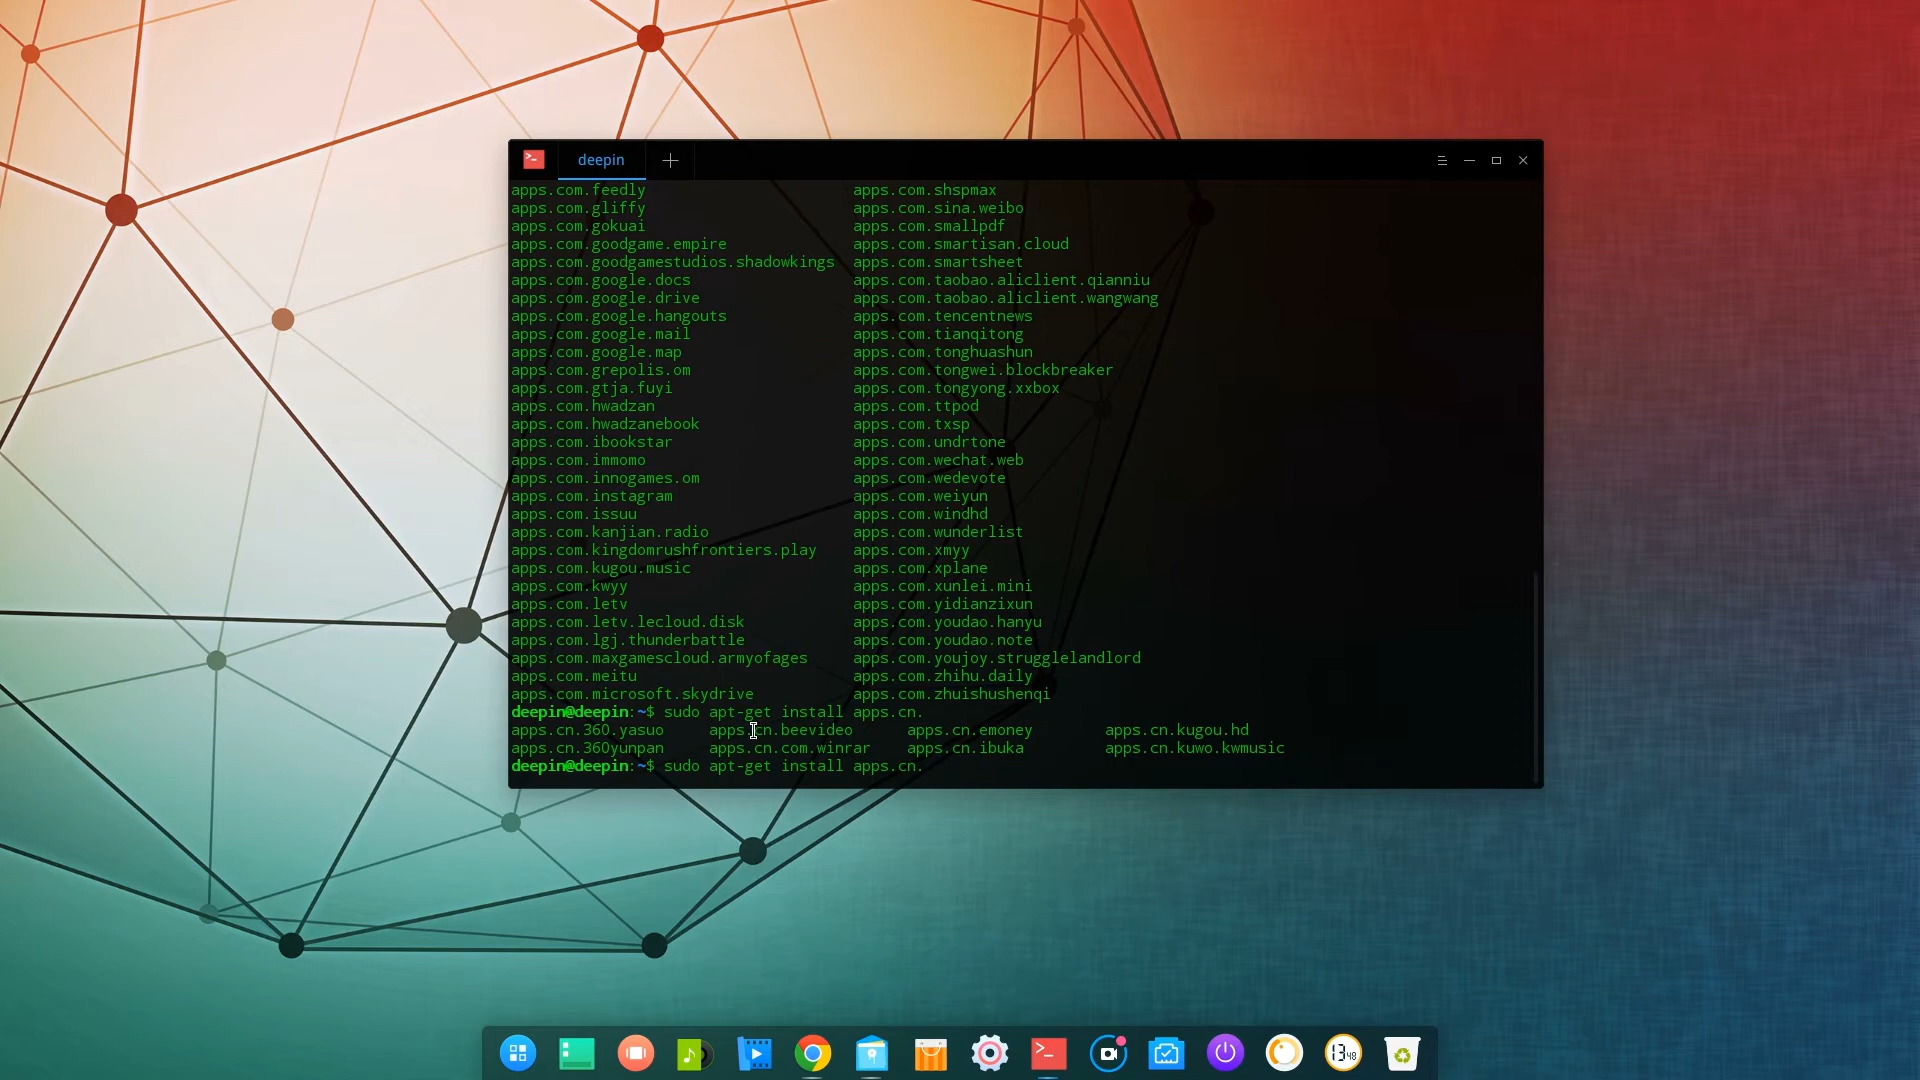 deepin
apps.com.feedly apps.com.shspmax
apps.com.gliffy apps.com.sina.weibo
apps.com.gokuai apps.com.smallpdf
apps.com.goodgame.empire apps.com.smartisan.cloud
apps.com.goodgamestudios.shadowkings apps.com.smartsheet
apps.com.google.docs apps.com.taobao.aliclient.qianniu
apps.com.google.drive apps.com.taobao.aliclient.wangwang
apps.com.google.hangouts apps.com.tencentnews
apps.com.google.mail apps.com.tianqitong
apps.com.google.map apps.com.tonghuashun
apps.com.grepolis.om apps.com.tongwei.blockbreaker
apps.com.gtja.fuyi apps.com.tongyong.xxbox
apps.com.hwadzan apps.com.ttpod
apps.com.hwadzanebook apps.com.txsp
apps.com.ibookstar apps.com.undrtone
apps.com.immomo apps.com.wechat.web
apps.com.innogames.om apps.com.wedevote
apps.com.instagram apps.com.weiyun
apps.com.issuu apps.com.windhd
apps.com.kanjian.radio apps.com.wunderlist
apps.com.kingdomrushfrontiers.play apps.com.xmyy
apps.com.kugou.music apps.com.xplane
apps.com.kwyy apps.com.xunlei.mini
apps.com.letv apps.com.yidianzixun
apps.com.letv.lecloud.disk apps.com.youdao.hanyu
apps.com.lgj.thunderbattle apps.com.youdao.note
apps.com.maxgamescloud.armyofages apps.com.youjoy.strugglelandlord
apps.com.meitu apps.com.zhihu.daily
apps.com.microsoft.skydrive apps.com.zhuishushenqi
deepin@deepin:~$ sudo apt-get install apps.cn.
apps.cn.360.yasuo apps.cn.beevideo apps.cn.emoney apps.cn.kugou.hd
apps.cn.360yunpan apps.cn.com.winrar apps.cn.ibuka apps.cn.kuwo.kwmusic
deepin@deepin:~$ sudo apt-get install apps.cn.
13 48